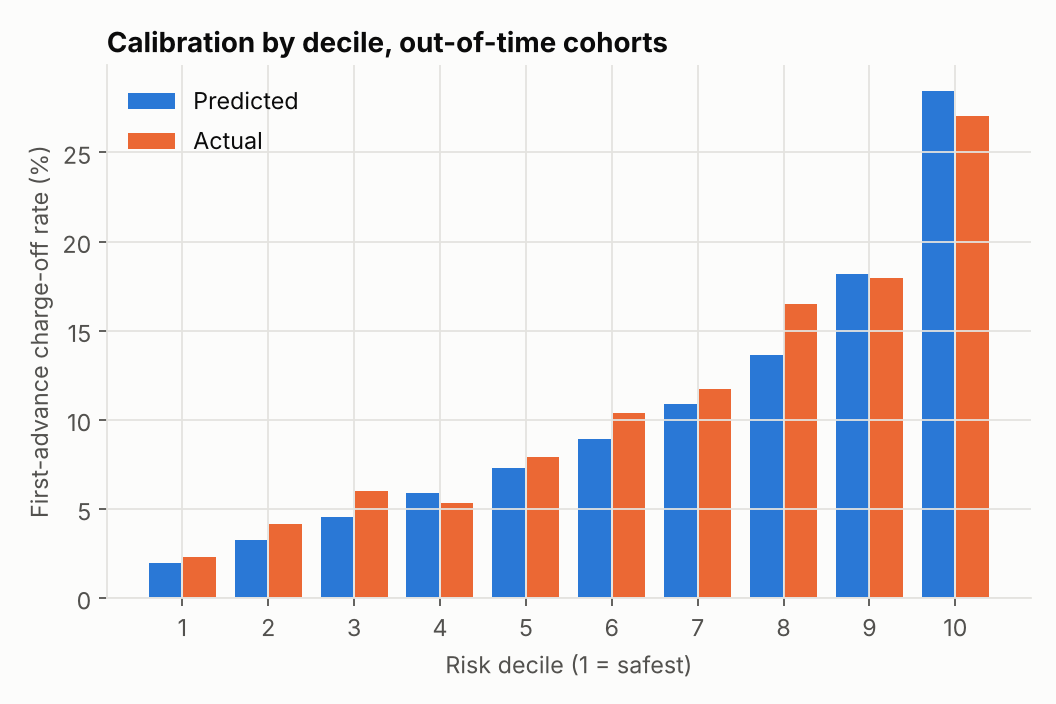 Calibration by decile, out-of-time cohorts
Predicted
Actual
First-advance charge-off rate (%)
25
20
15
10
5
0
1 2 3 4 5 6 7 8 9 10
Risk decile (1 = safest)